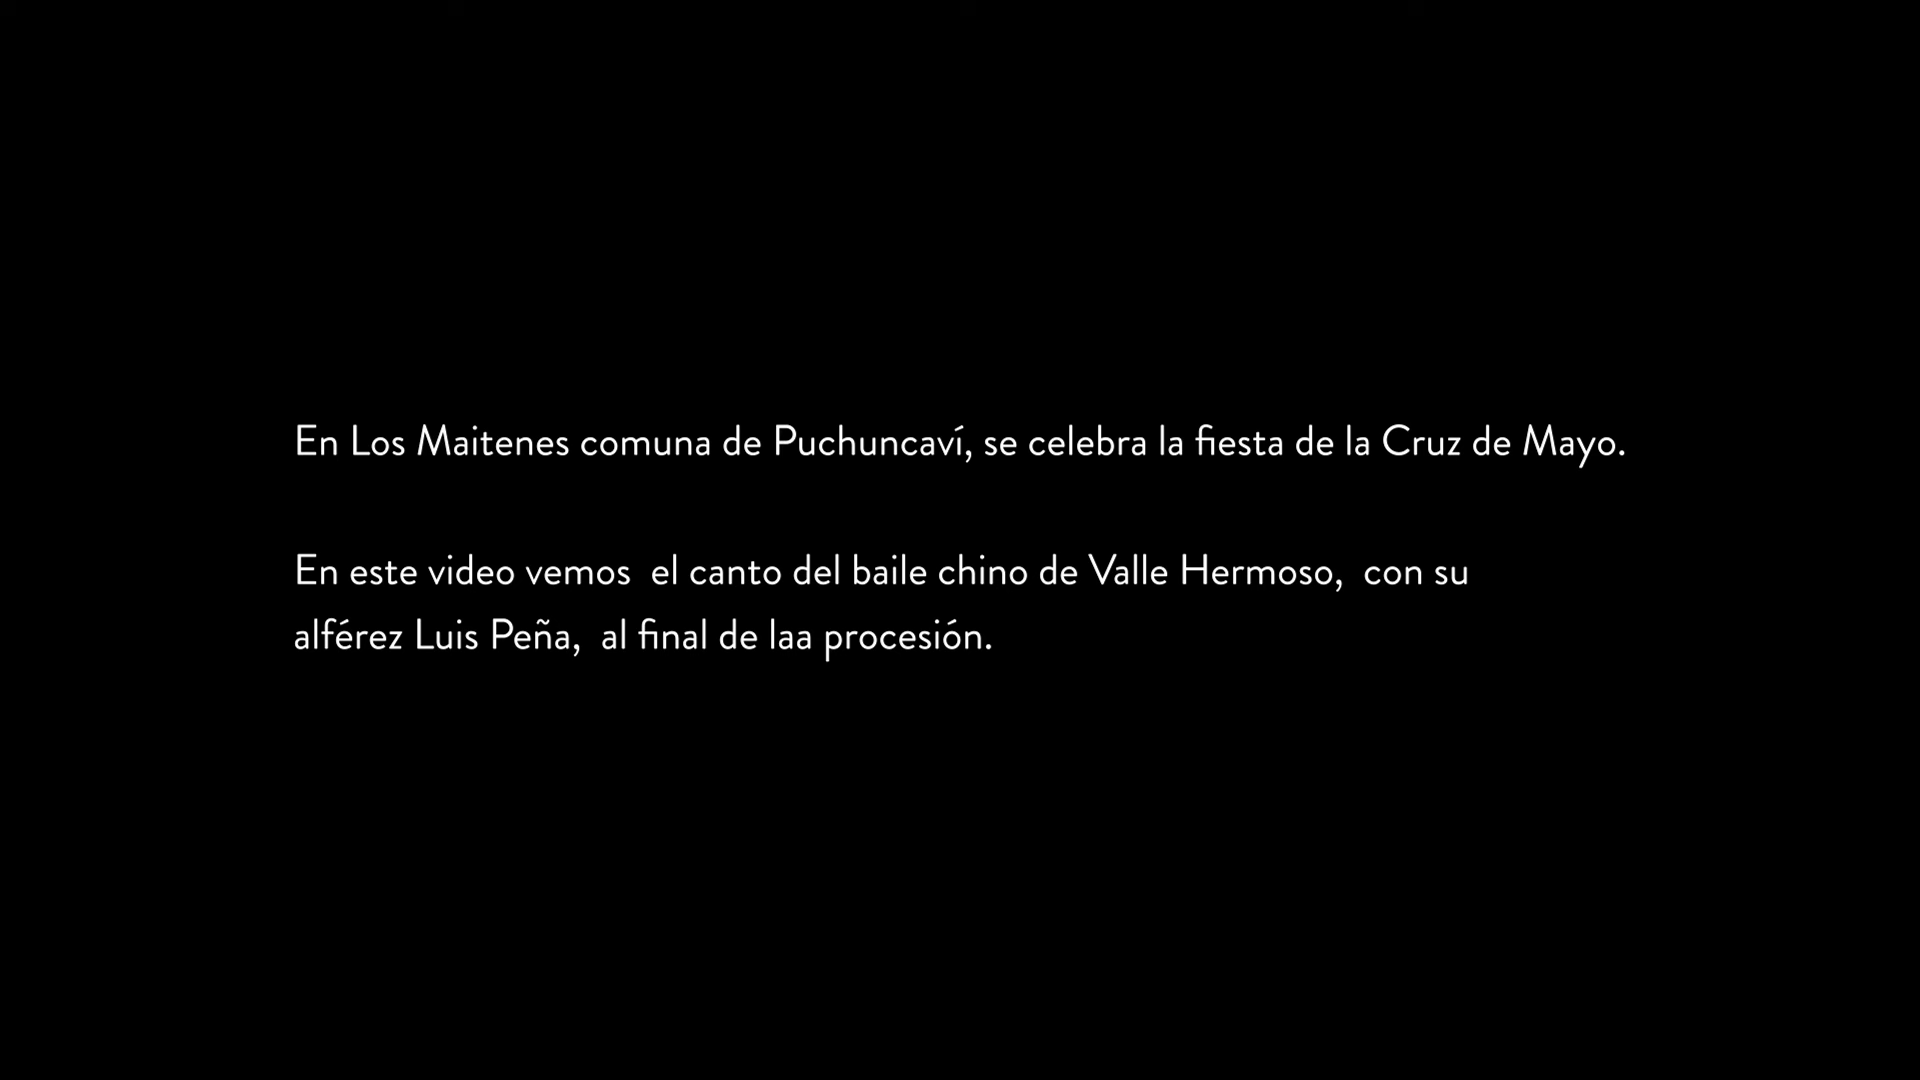 En Los Maitenes comuna de Puchuncaví, se celebra la fiesta de la Cruz de Mayo.
En este video vemos  el canto del baile chino de Valle Hermoso,  con su
alférez Luis Peña,  al final de laa procesión.